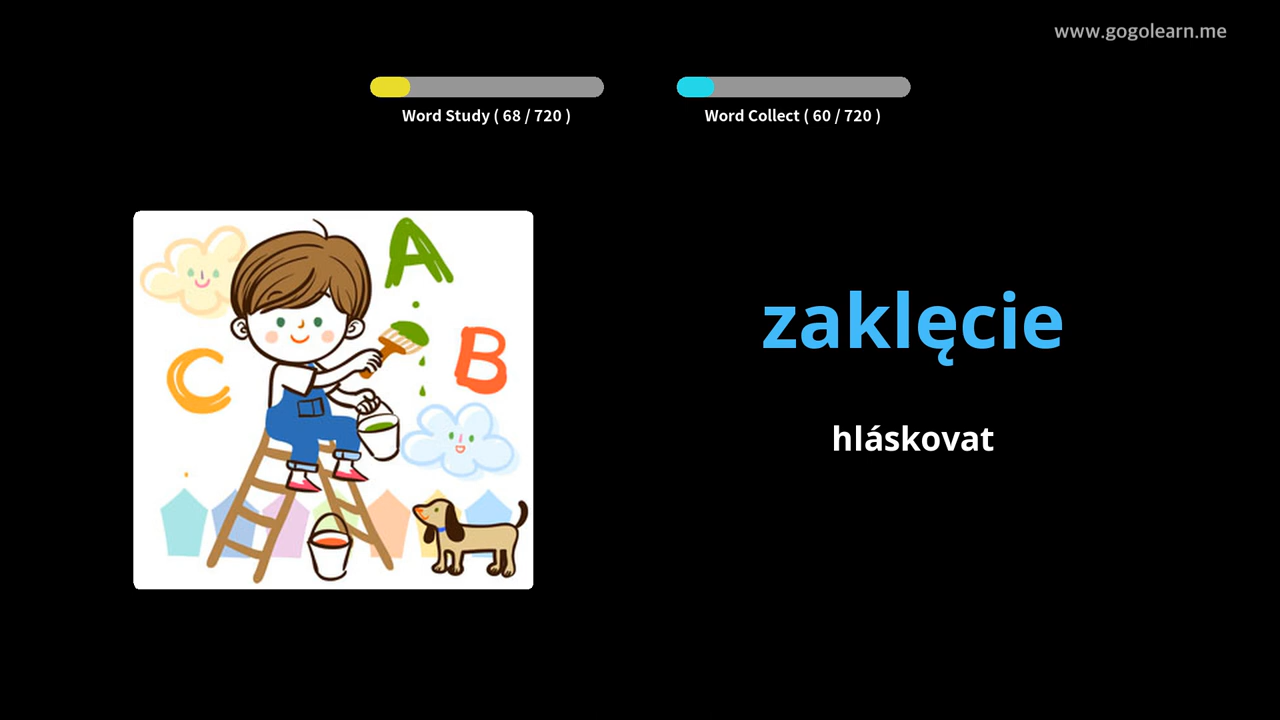 www.gogolearn.me
Word Study ( 68 / 720 )
Word Collect ( 60 / 720 )
A
B
C
zaklęcie
hláskovat